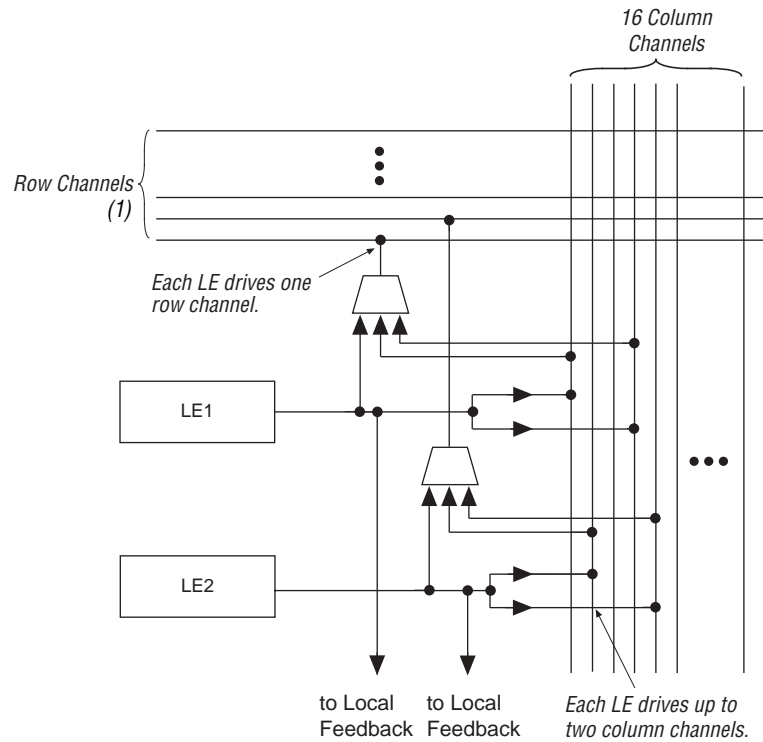 16 Column
Channels
Row Channels
(1)
Each LE drives one
row channel.
LE1
LE2
to Local
Feedback
to Local
Feedback
Each LE drives up to
two column channels.